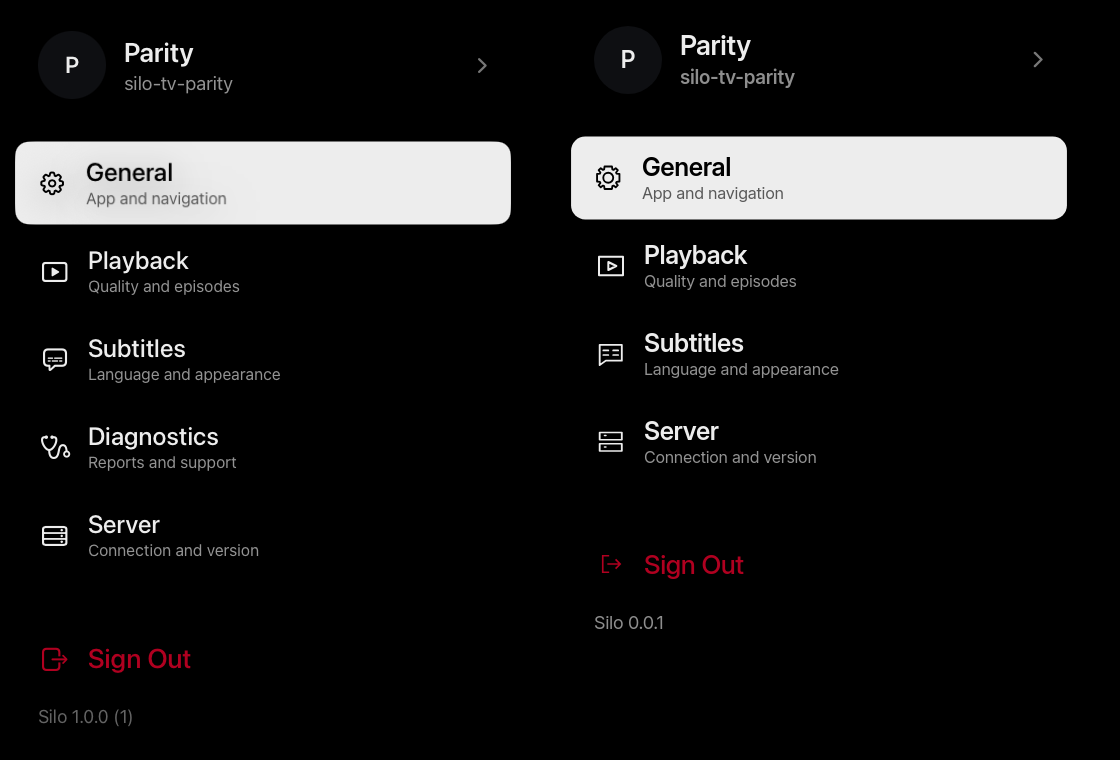 P
Parity
silo-tv-parity
General
App and navigation
Playback
Quality and episodes
Subtitles
Language and appearance
Diagnostics
Reports and support
Server
Connection and version
Sign Out
Silo 1.0.0 (1)
P
Parity
silo-tv-parity
General
App and navigation
Playback
Quality and episodes
Subtitles
Language and appearance
Server
Connection and version
Sign Out
Silo 0.0.1